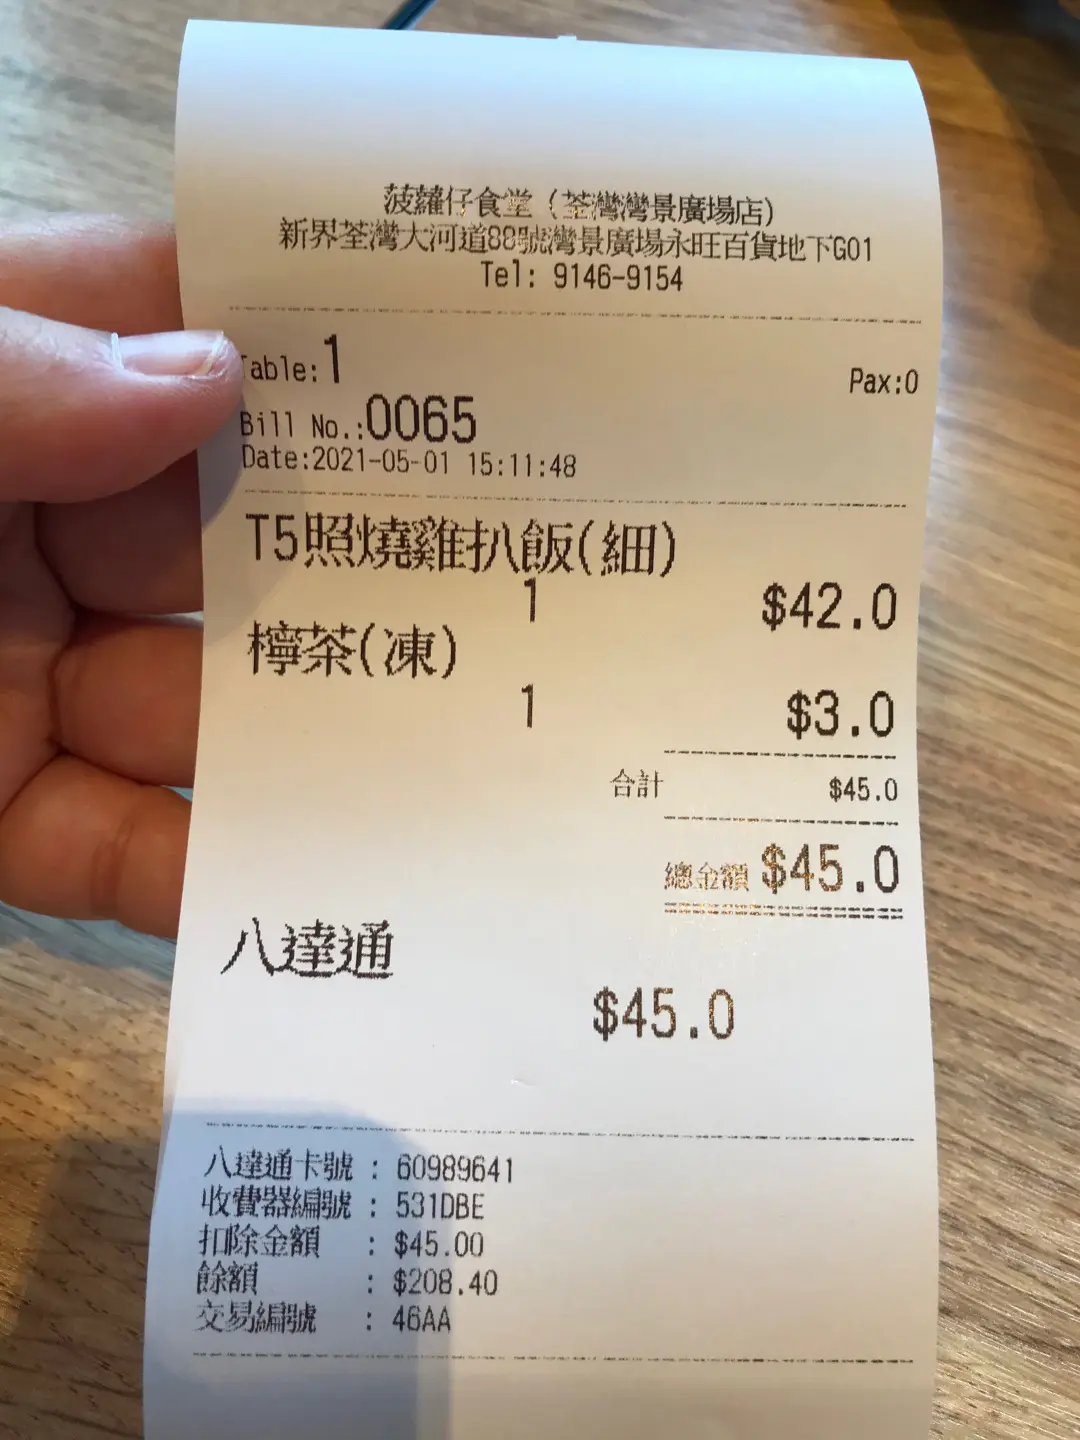 菠蘿仔食堂 (荃灣灣景廣場店)
新界荃灣大河道88號灣景廣場永旺百貨地下G01
Tel: 9146-9154
Table:1
Pax:0
Bill No.:0065
Date:2021-05-01 15:11:48
T5照燒雞扒飯(細)
1 $42.0
檸茶(凍)
1 $3.0
合計 $45.0
總金額 $45.0
八達通
$45.0
八達通卡號 : 60989641
收費器編號 : 531DBE
扣除金額 : $45.00
餘額 : $208.40
交易編號 : 46AA